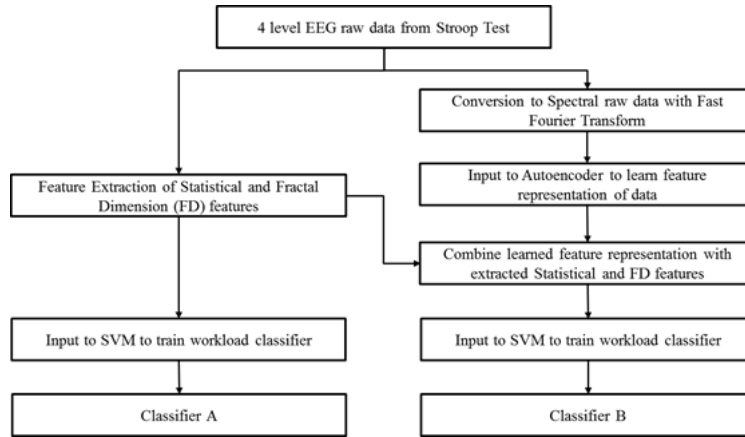 4 level EEG raw data from Stroop Test
Conversion to Spectral raw data with Fast
Fourier Transform
Feature Extraction of Statistical and Fractal
Dimension (FD) features
Input to Autoencoder to learn feature
representation of data
Combine learned feature representation with
extracted Statistical and FD features
Input to SVM to train workload classifier
Input to SVM to train workload classifier
Classifier A
Classifier B